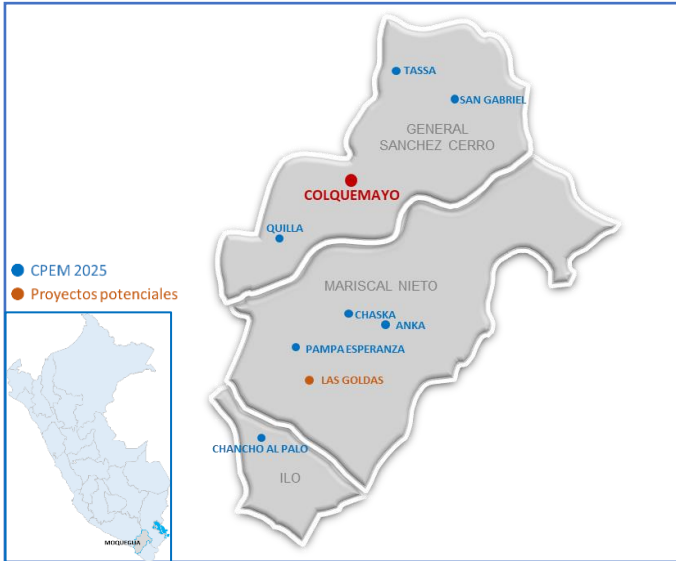 TASSA
SAN GABRIEL
GENERAL
SANCHEZ CERRO
COLQUEMAYO
QUILLA
CPEM 2025
Proyectos potenciales
MARISCAL NIETO
CHASKA
ANKA
PAMPA ESPERANZA
LAS GOLDAS
CHANCHO AL PALO
ILO
MOQUEGUA